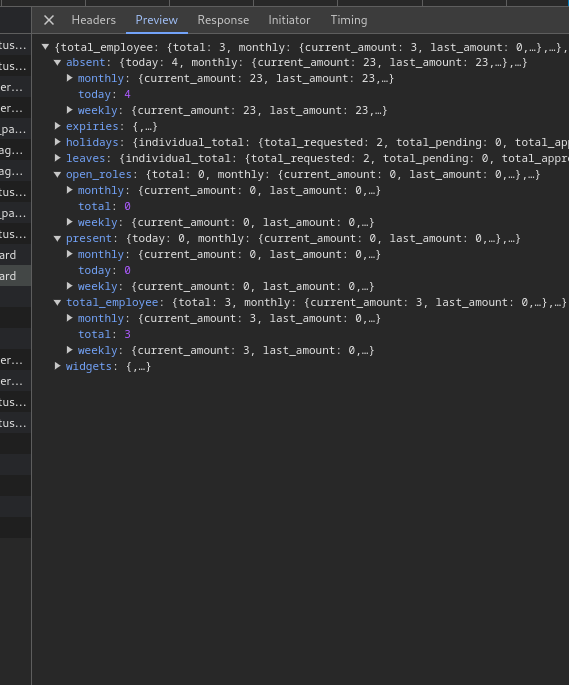 Headers Preview Response Initiator Timing
{total_employee: {total: 3, monthly: {current_amount: 3, last_amount: 0,…},…},
tus...
absent: {today: 4, monthly: {current_amount: 23, last_amount: 23,…},…}
tus...
monthly: {current_amount: 23, last_amount: 23,…}
er...
today: 4
er...
weekly: {current_amount: 23, last_amount: 23,…}
_pa...
expiries: {,…}
ag...
holidays: {individual_total: {total_requested: 2, total_pending: 0, total_app
leaves: {individual_total: {total_requested: 2, total_pending: 0, total_appro
ag...
open_roles: {total: 0, monthly: {current_amount: 0, last_amount: 0,…},…}
tus...
monthly: {current_amount: 0, last_amount: 0,…}
total: 0
_pa...
weekly: {current_amount: 0, last_amount: 0,…}
tus...
present: {today: 0, monthly: {current_amount: 0, last_amount: 0,…},…}
ard
monthly: {current_amount: 0, last_amount: 0,…}
ard
today: 0
weekly: {current_amount: 0, last_amount: 0,…}
total_employee: {total: 3, monthly: {current_amount: 3, last_amount: 0,…},…}
monthly: {current_amount: 3, last_amount: 0,…}
total: 3
weekly: {current_amount: 3, last_amount: 0,…}
er...
widgets: {,…}
er...
tus...
tus...